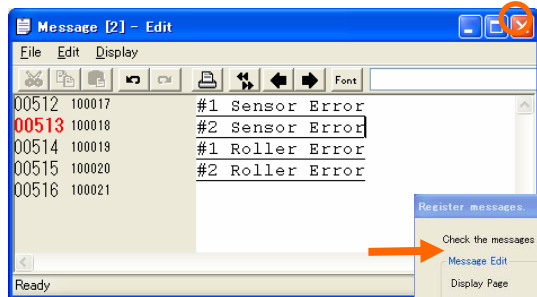 Message [2] - Edit
File Edit Display
Font
00512 100017 #1 Sensor Error
00513 100018 #2 Sensor Error
00514 100019 #1 Roller Error
00515 100020 #2 Roller Error
00516 100021
Register messages.
Check the messages
Message Edit
Display Page
Ready